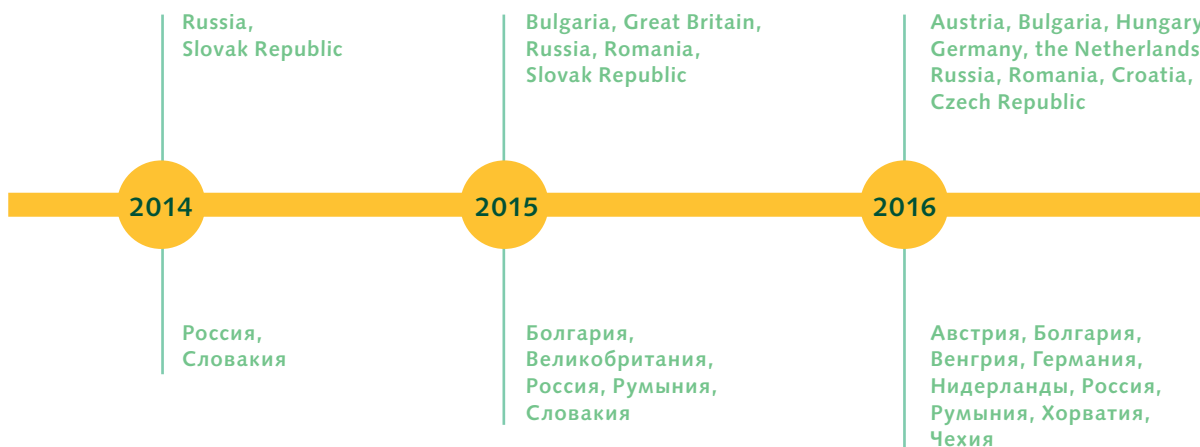 Russia,
Slovak Republic
Bulgaria, Great Britain,
Russia, Romania,
Slovak Republic
Austria, Bulgaria, Hungary
Germany, the Netherlands
Russia, Romania, Croatia,
Czech Republic
2014
2015
2016
Россия,
Словакия
Болгария,
Великобритания,
Россия, Румыния,
Словакия
Австрия, Болгария,
Венгрия, Германия,
Нидерланды, Россия,
Румыния, Хорватия,
Чехия